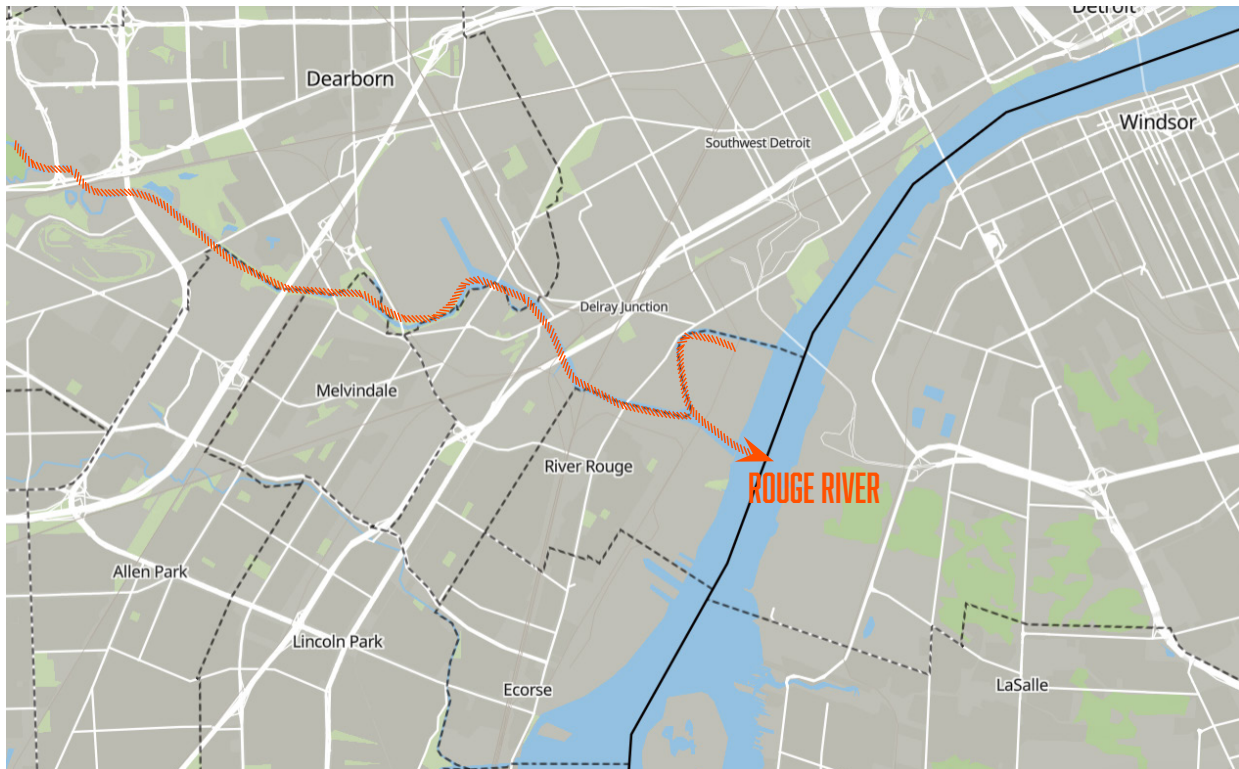 Detroit
Dearborn
Windsor
Southwest Detroit
Delray Junction
Melvindale
River Rouge
ROUGE RIVER
Allen Park
Lincoln Park
Ecorse
LaSalle